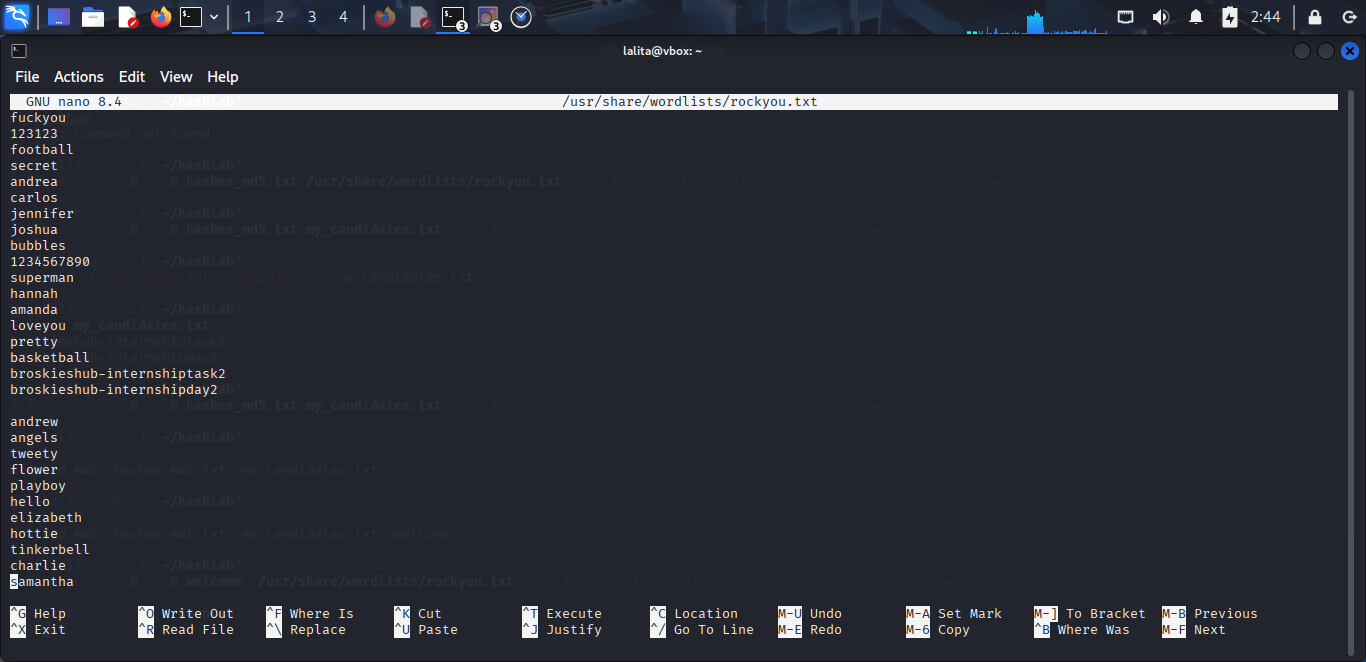 1 2 3 4 3 3 2:44
lalita@vbox: ~
File Actions Edit View Help
GNU nano 8.4 /usr/share/wordlists/rockyou.txt
fuckyou
123123
football
secret
andrea
carlos
jennifer
joshua
bubbles
1234567890
superman
hannah
amanda
loveyou
pretty
basketball
broskieshub-internshiptask2
broskieshub-internshipday2
andrew
angels
tweety
flower
playboy
hello
elizabeth
hottie
tinkerbell
charlie
samantha
^G Help ^O Write Out ^F Where Is ^K Cut ^T Execute ^C Location M-U Undo M-A Set Mark M-] To Bracket M-B Previous
^X Exit ^R Read File ^\ Replace ^U Paste ^J Justify ^/ Go To Line M-E Redo M-6 Copy ^B Where Was M-F Next